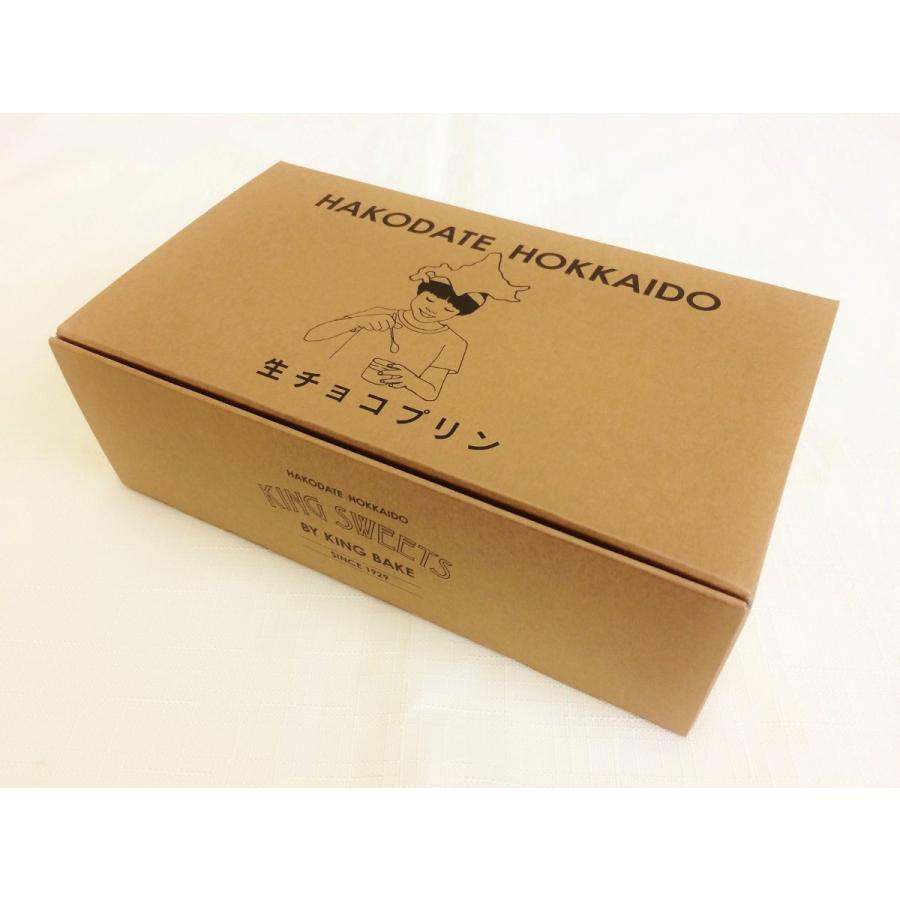 HAKODATE HOKKAIDO
生チョコプリン
HAKODATE HOKKAIDO
KING SWEETS
BY KING BAKE
SINCE 1929